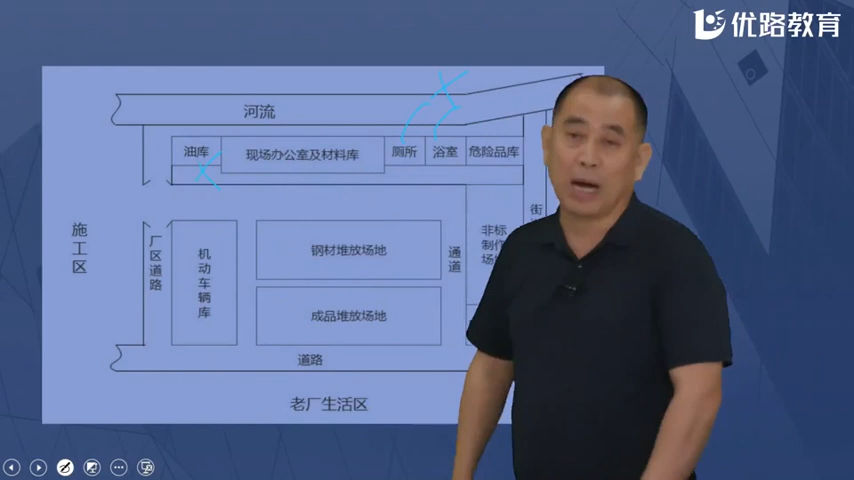 优路教育
河流
油库
现场办公室及材料库
厕所
浴室
危险品库
街
施工区
厂区道路
机动车辆库
钢材堆放场地
成品堆放场地
通道
非标
制作
场
道路
老厂生活区